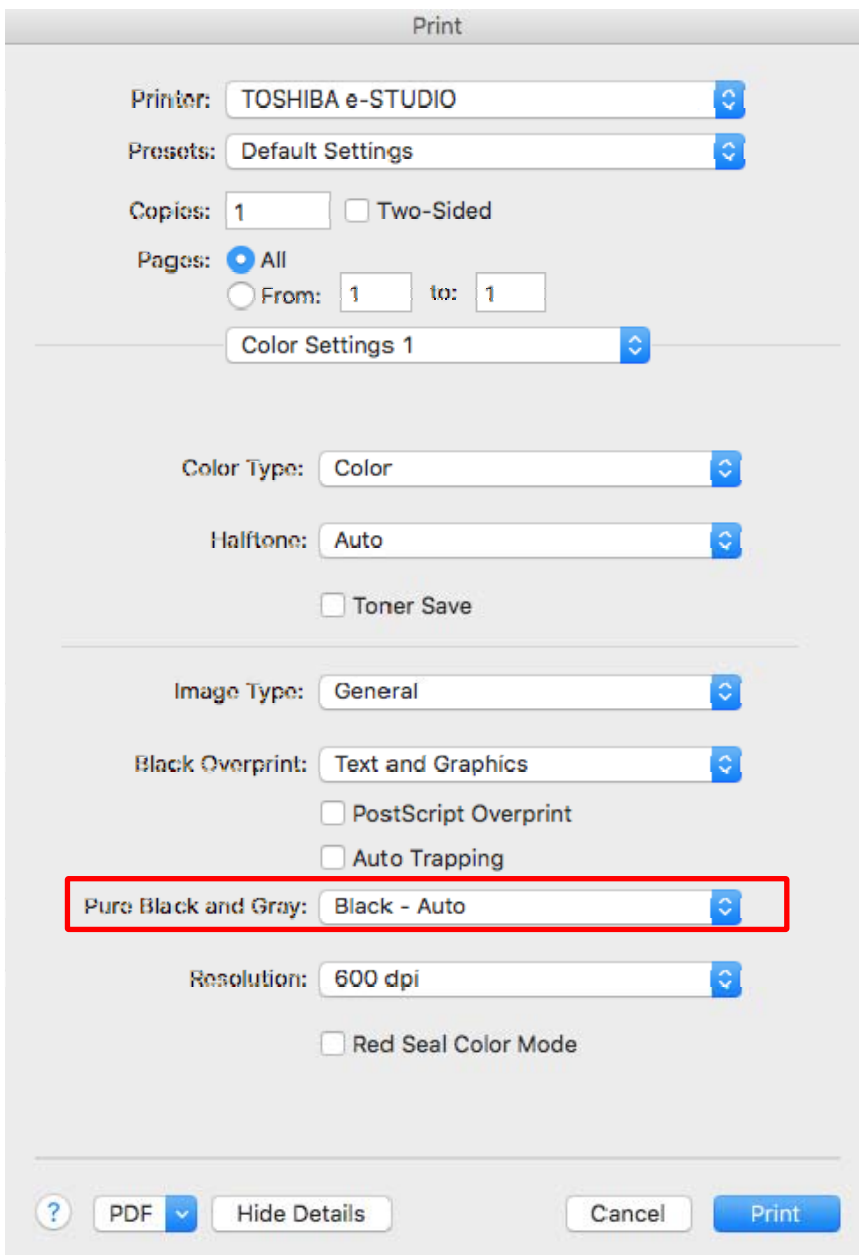 Print
Printer: TOSHIBA e-STUDIO
Presets: Default Settings
Copies: 1 Two-Sided
Pages: All
From: 1 to: 1
Color Settings 1
Color Type: Color
Halftone: Auto
Toner Save
Image Type: General
Black Overprint: Text and Graphics
PostScript Overprint
Auto Trapping
Pure Black and Gray: Black - Auto
Resolution: 600 dpi
Red Seal Color Mode
? PDF Hide Details Cancel Print